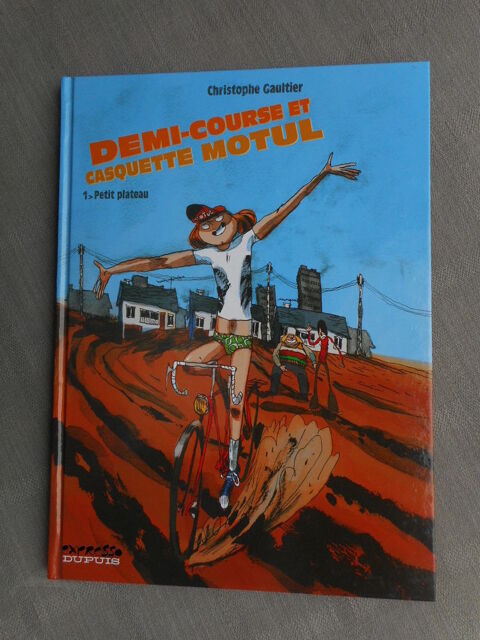 Christophe Gaultier
DEMI-COURSE ET
CASQUETTE MOTUL
1> Petit plateau
EXPRESSO
DUPUIS